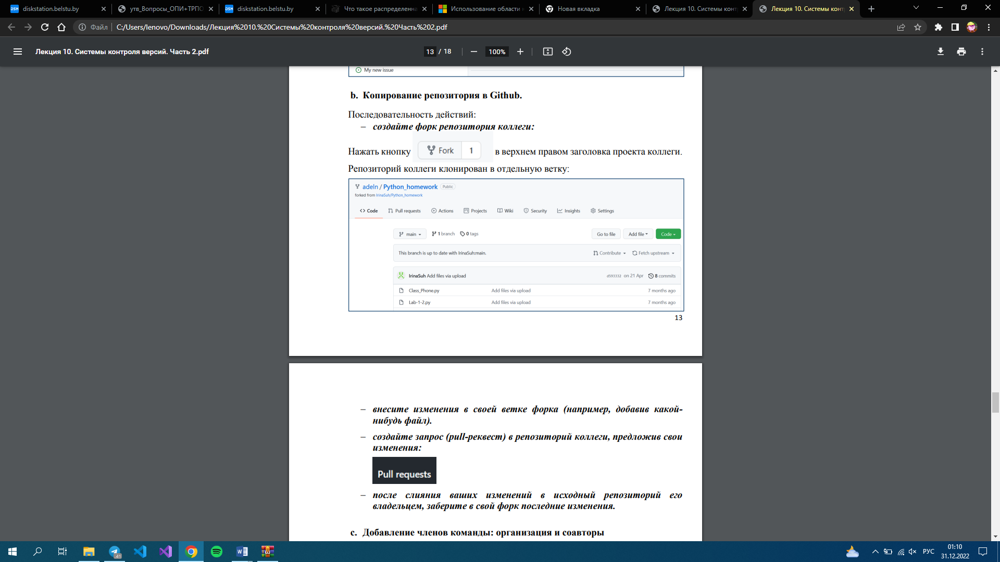 diskstation.belstu.by
утв_Вопросы_ОПИ+ТРПО
diskstation.belstu.by
Что такое распределенна
Использование области
Новая вкладка
Лекция 10. Системы конт
Лекция 10. Системы конт
Файл
C:/Users/lenovo/Downloads/Лекция%2010.%20Системы%20контроля%20версий.%20Часть%202.pdf
Лекция 10. Системы контроля версий. Часть 2.pdf
13 / 18
100%
My new issue
b. Копирование репозитория в Github.
Последовательность действий:
– создайте форк репозитория коллеги:
Нажать кнопку Fork 1 в верхнем правом заголовка проекта коллеги.
Репозиторий коллеги клонирован в отдельную ветку:
adeln / Python_homework Public
forked from IrinaSuh/Python_homework
Code Pull requests Actions Projects Wiki Security Insights Settings
main 1 branch 0 tags Go to file Add file Code
This branch is up to date with IrinaSuh:main. Contribute Fetch upstream
IrinaSuh Add files via upload d593332 on 21 Apr 8 commits
Class_Phone.py Add files via upload 7 months ago
Lab-1-2.py Add files via upload 7 months ago
13
– внесите изменения в своей ветке форка (например, добавив какой-
нибудь файл).
– создайте запрос (pull-реквест) в репозиторий коллеги, предложив свои
изменения:
Pull requests
– после слияния ваших изменений в исходный репозиторий его
владельцем, заберите в свой форк последние изменения.
c. Добавление членов команды: организация и соавторы
41
РУС
01:10
31.12.2022